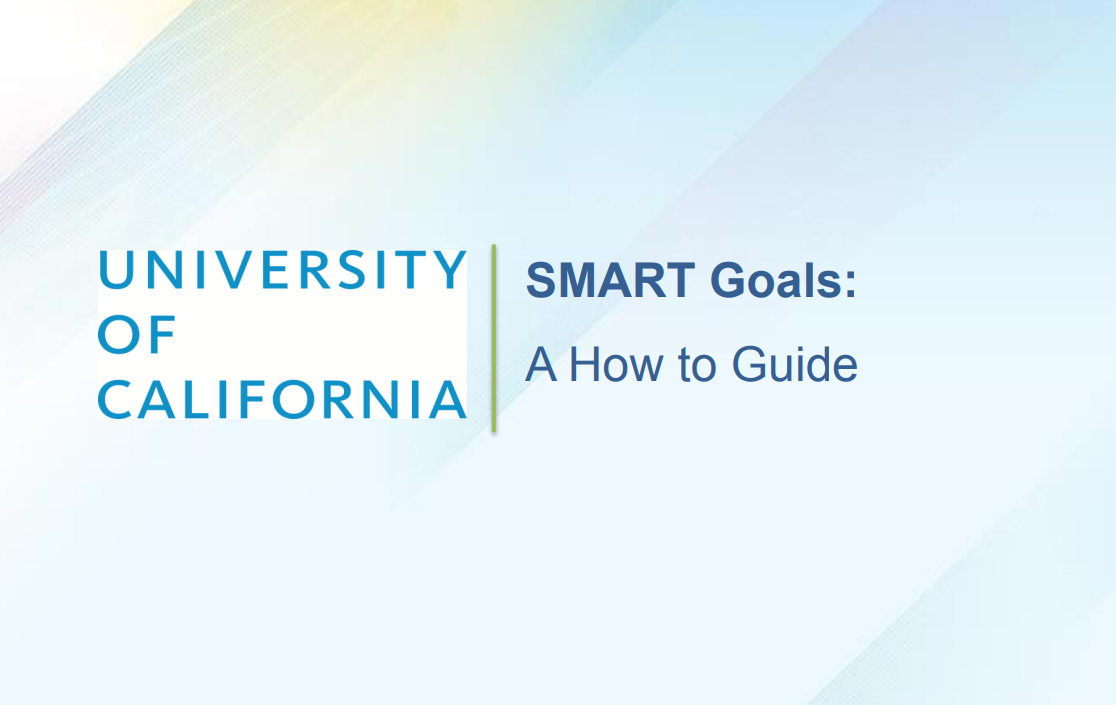 UNIVERSITY
OF
CALIFORNIA
SMART Goals:
A How to Guide